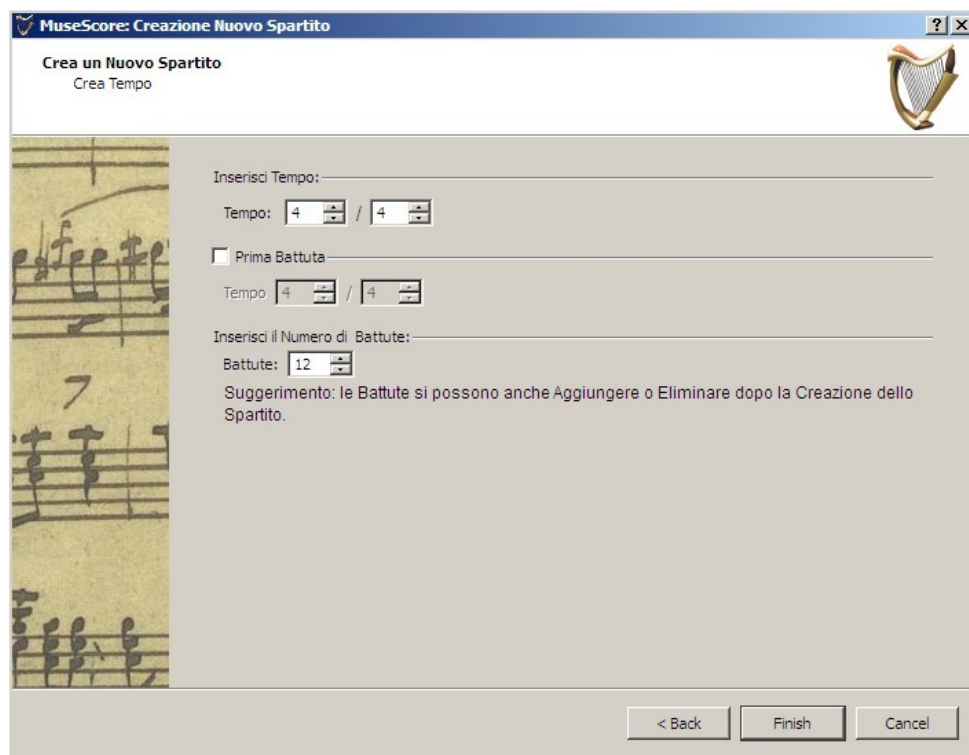 MuseScore: Creazione Nuovo Spartito
Crea un Nuovo Spartito
Crea Tempo
Inserisci Tempo:
Tempo: 4 / 4
Prima Battuta
Tempo 4 / 4
Inserisci il Numero di Battute:
Battute: 12
Suggerimento: le Battute si possono anche Aggiungere o Eliminare dopo la Creazione dello
Spartito.
7
< Back Finish Cancel